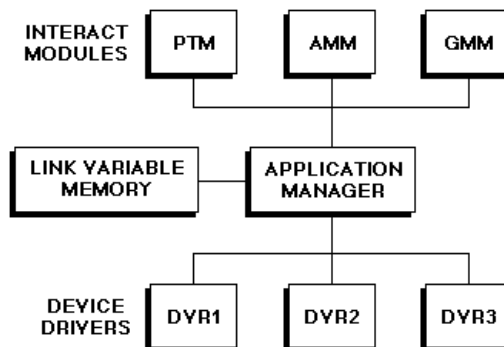 INTERACT
MODULES
PTM
AMM
GMM
LINK VARIABLE
MEMORY
APPLICATION
MANAGER
DEVICE
DRIVERS
DVR1
DVR2
DVR3